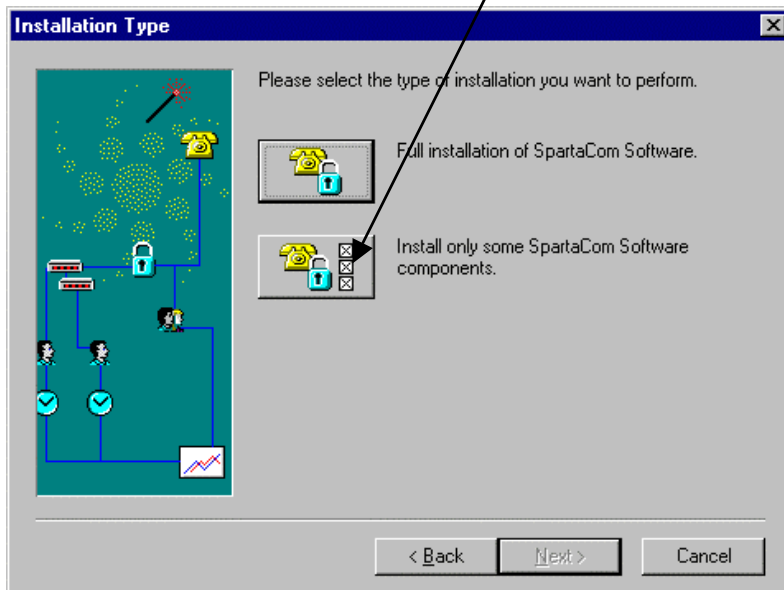 Installation Type
Please select the type of installation you want to perform.
Full installation of SpartaCom Software.
Install only some SpartaCom Software
components.
< Back
Next >
Cancel